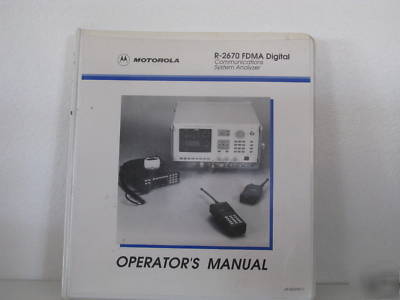 MOTOROLA
R-2670 FDMA Digital
Communications
System Analyzer
OPERATOR'S MANUAL